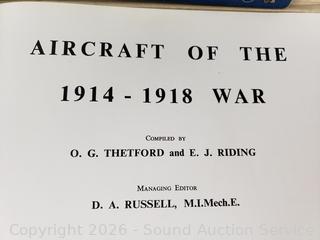 AIRCRAFT OF THE
1914 - 1918 WAR
COMPILED BY
O. G. THETFORD and E. J. RIDING
MANAGING EDITOR
D. A. RUSSELL, M.I.Mech.E.
Copyright 2026 - Sound Auction Service